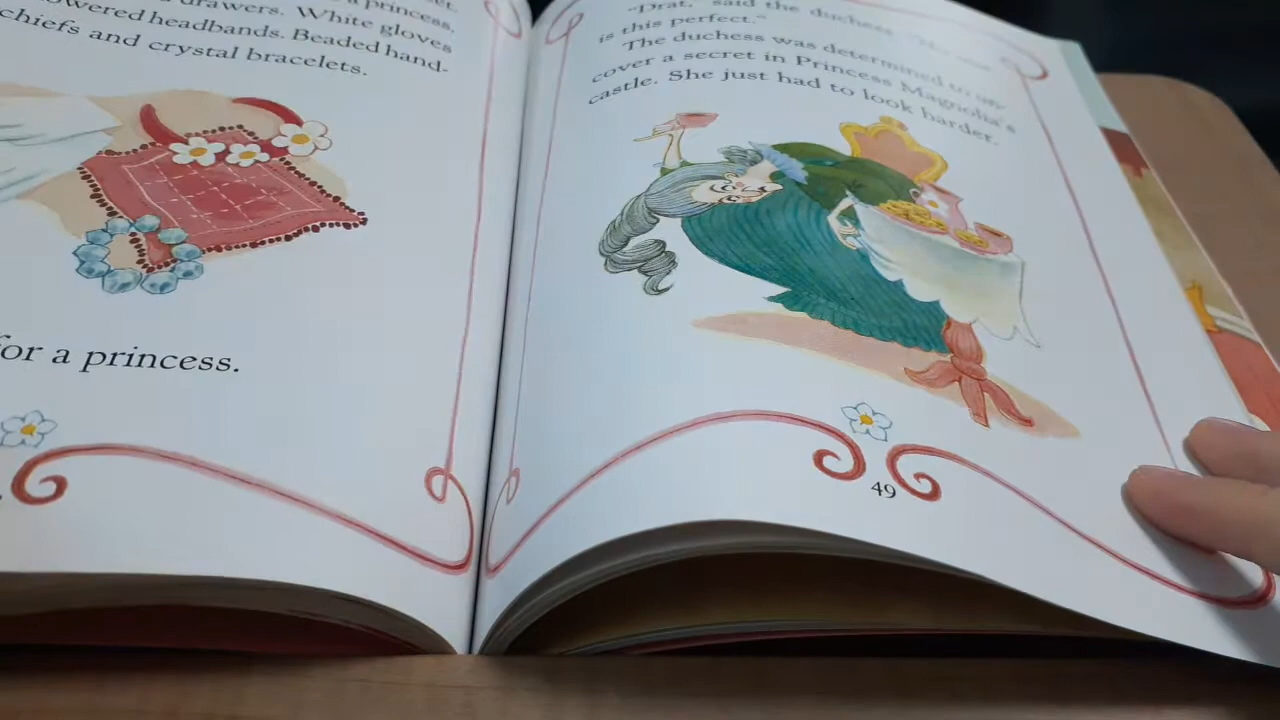 a princess.
drawers. White gloves
headbands. Beaded hand-
chiefs and crystal bracelets.
for a princess.
"Drat," said the duchess.
is this perfect."
The duchess was determined to
cover a secret in Princess Magnolia's
castle. She just had to look harder.
49